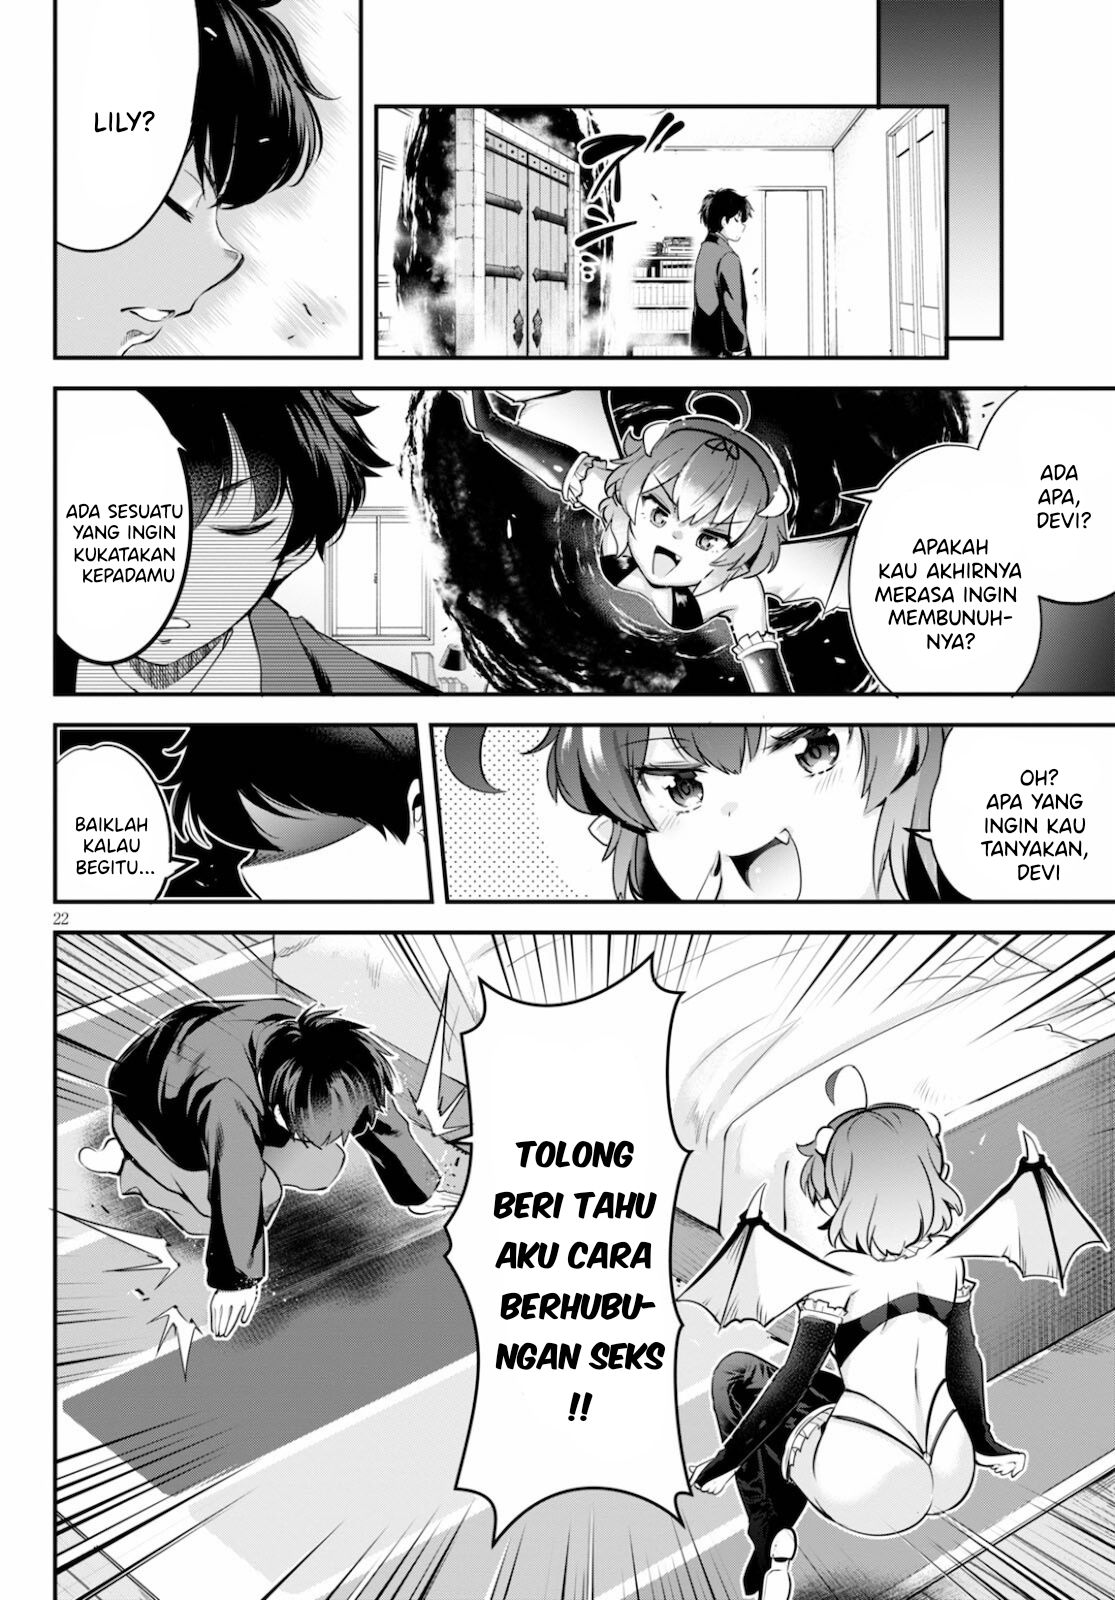 LILY?
ADA
APA,
DEVI?
APAKAH
KAU AKHIRNYA
MERASA INGIN
MEMBUNUH-
NYA?
ADA SESUATU
YANG INGIN
KUKATAKAN
KEPADAMU
OH?
APA YANG
INGIN KAU
TANYAKAN,
DEVI
BAIKLAH
KALAU
BEGITU...
22
TOLONG
BERI TAHU
AKU CARA
BERHUBU-
NGAN SEKS
!!